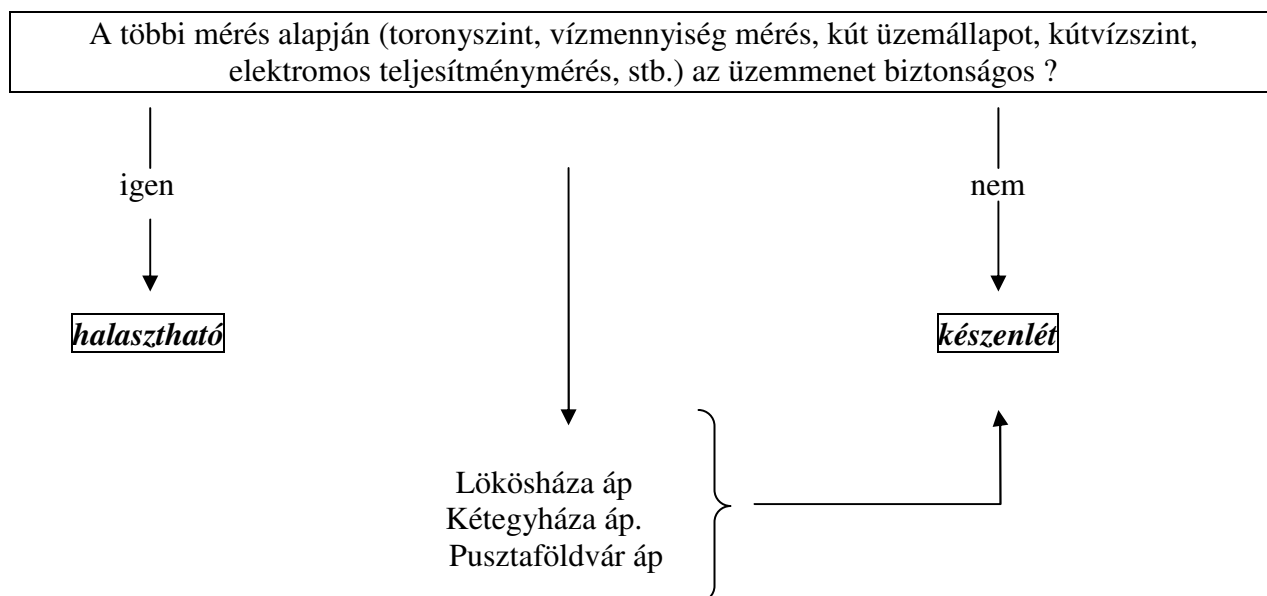 A többi mérés alapján (toronyszint, vízmennyiség mérés, kút üzemállapot, kútvízszint,
elektromos teljesítménymérés, stb.) az üzemmenet biztonságos ?
igen
nem
halasztható
készenlét
Lökösháza áp
Kétegyháza áp.
Pusztaföldvár áp